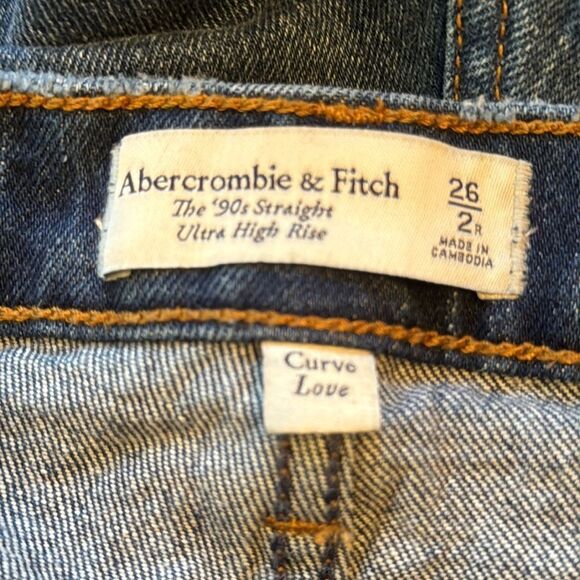 Abercrombie & Fitch
The '90s Straight
Ultra High Rise
26
2R
MADE IN
CAMBODIA
Curve
Love